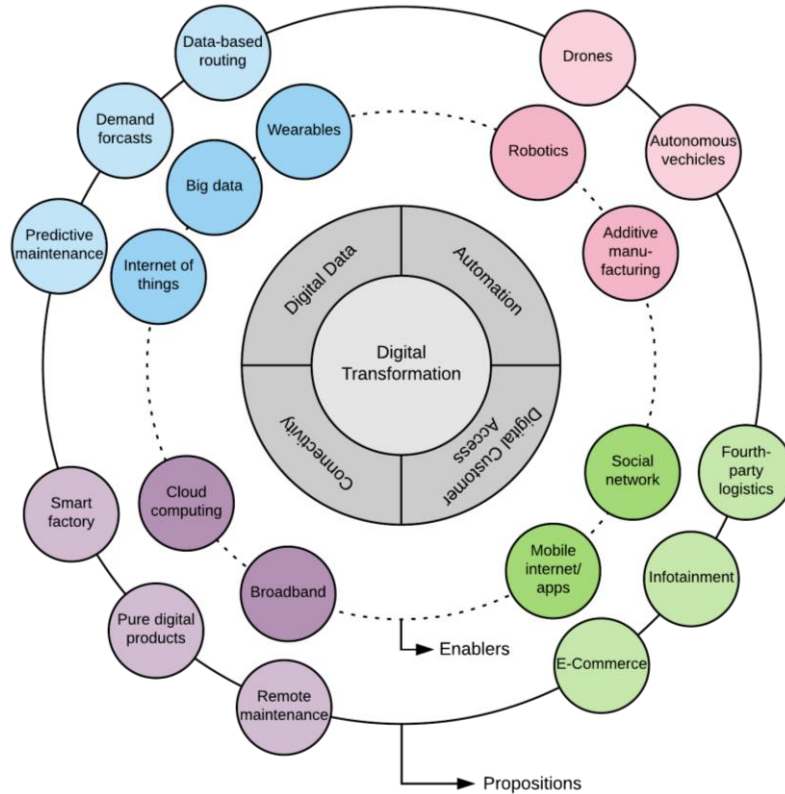 Data-based
routing
Drones
Demand
forcasts
Wearables
Robotics
Autonomous
vechicles
Big data
Predictive
maintenance
Internet of
things
Additive
manu-
facturing
Digital Data
Automation
Digital
Transformation
Connectivity
Digital Customer
Access
Social
network
Fourth-
party
logistics
Smart
factory
Cloud
computing
Mobile
internet/
apps
Infotainment
Broadband
Pure digital
products
Enablers
E-Commerce
Remote
maintenance
Propositions